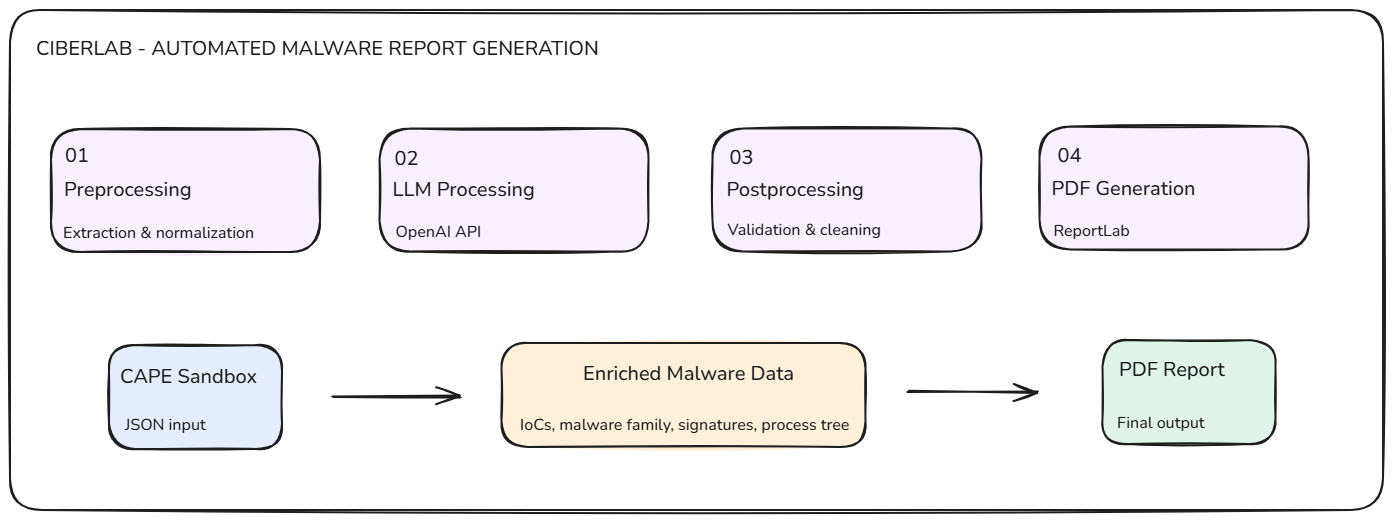 CIBERLAB - AUTOMATED MALWARE REPORT GENERATION
01
Preprocessing
Extraction & normalization
02
LLM Processing
OpenAI API
03
Postprocessing
Validation & cleaning
04
PDF Generation
ReportLab
CAPE Sandbox
JSON input
Enriched Malware Data
IoCs, malware family, signatures, process tree
PDF Report
Final output